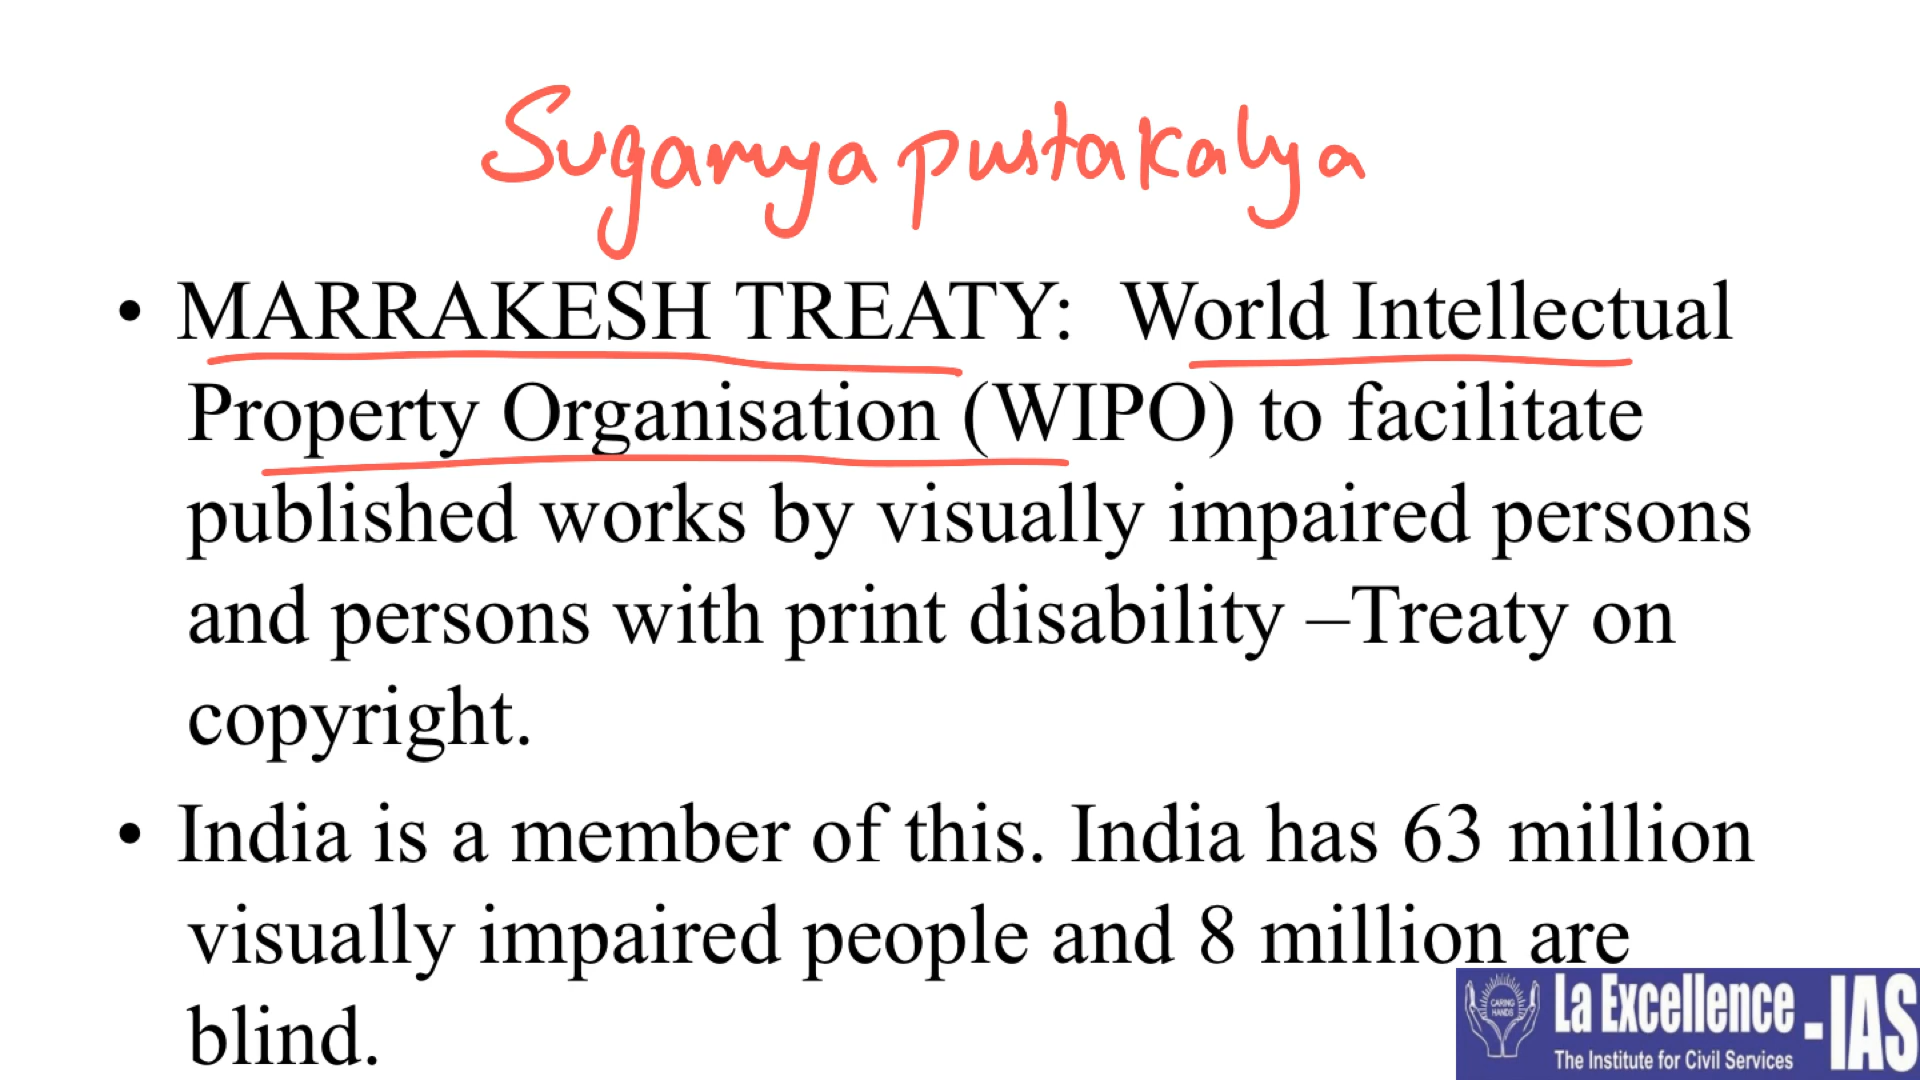 Sugamya pustakalya
• MARRAKESH TREATY: World Intellectual
Property Organisation (WIPO) to facilitate
published works by visually impaired persons
and persons with print disability –Treaty on
copyright.
• India is a member of this. India has 63 million
visually impaired people and 8 million are
blind.
CARING
HANDS
La Excellence -IAS
The Institute for Civil Services